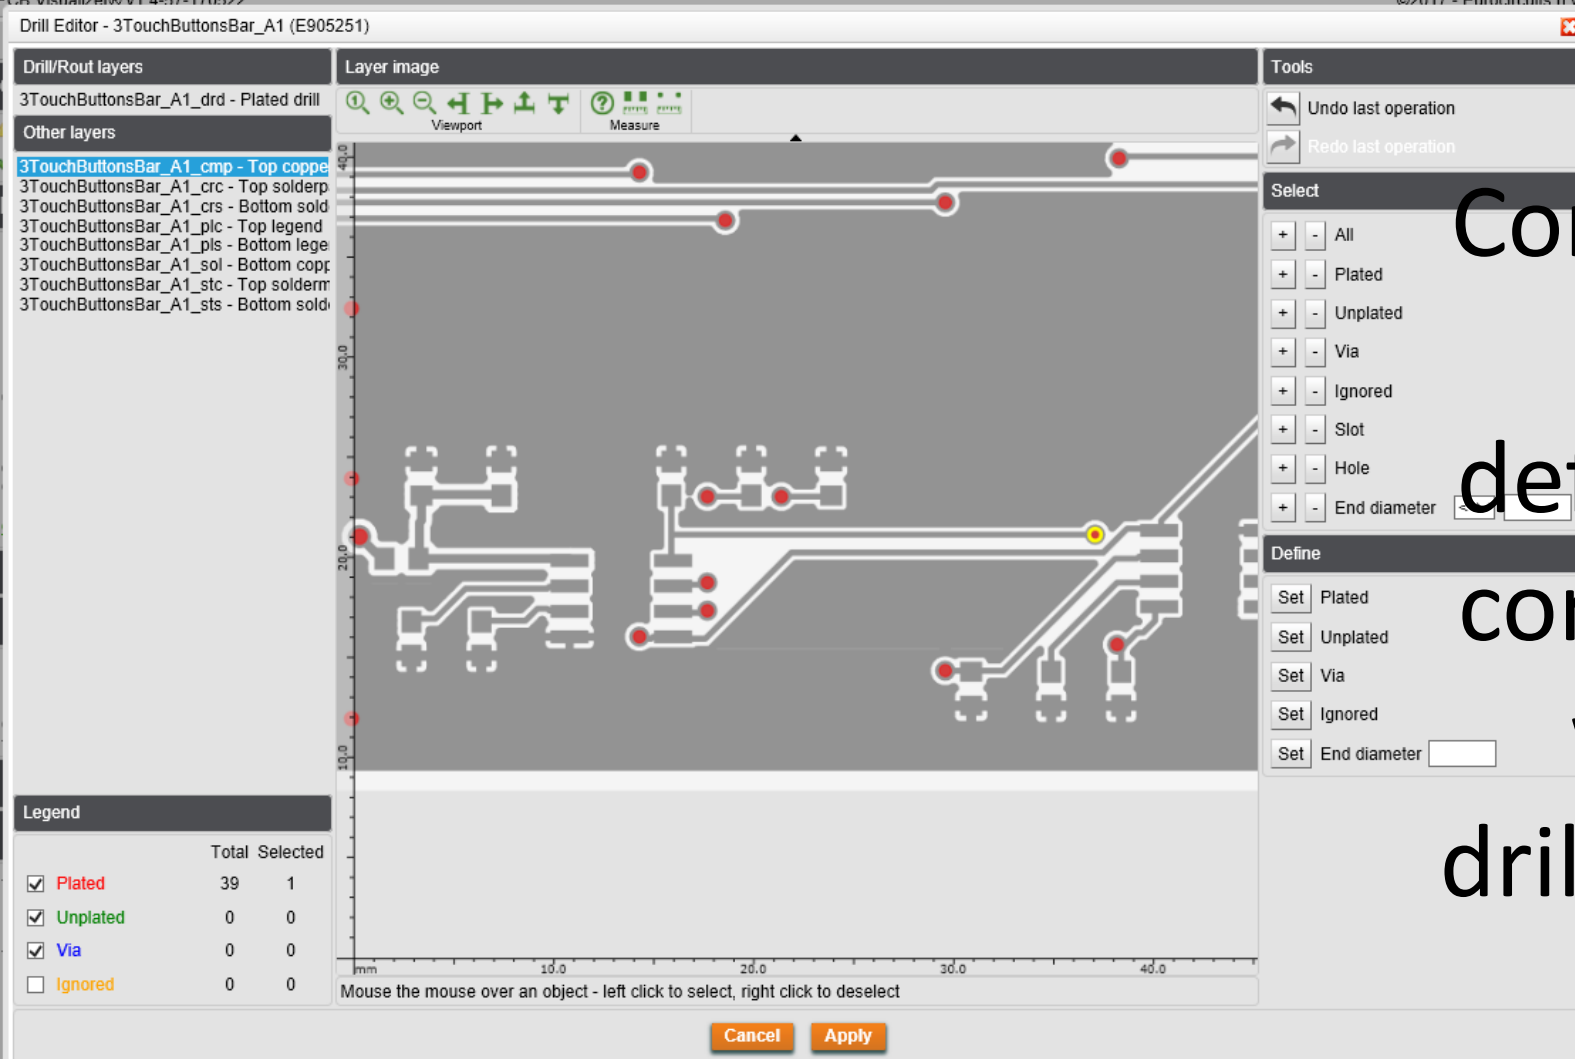 Drill Editor - 3TouchButtonsBar_A1 (E905251)
Drill/Rout layers
3TouchButtonsBar_A1_drd - Plated drill
Other layers
3TouchButtonsBar_A1_cmp - Top coppe
3TouchButtonsBar_A1_crc - Top solderp
3TouchButtonsBar_A1_crs - Bottom sold
3TouchButtonsBar_A1_plc - Top legend
3TouchButtonsBar_A1_pls - Bottom lege
3TouchButtonsBar_A1_sol - Bottom copp
3TouchButtonsBar_A1_stc - Top solderm
3TouchButtonsBar_A1_sts - Bottom sold
Legend
Total Selected
Plated 39 1
Unplated 0 0
Via 0 0
Ignored 0 0
Layer image
Viewport
Measure
40.0
30.0
20.0
10.0
mm 10.0 20.0 30.0 40.0
Mouse the mouse over an object - left click to select, right click to deselect
Cancel Apply
Tools
Undo last operation
Redo last operation
Select
+ - All
+ - Plated
+ - Unplated
+ - Via
+ - Ignored
+ - Slot
+ - Hole
+ - End diameter
Define
Set Plated
Set Unplated
Set Via
Set Ignored
Set End diameter